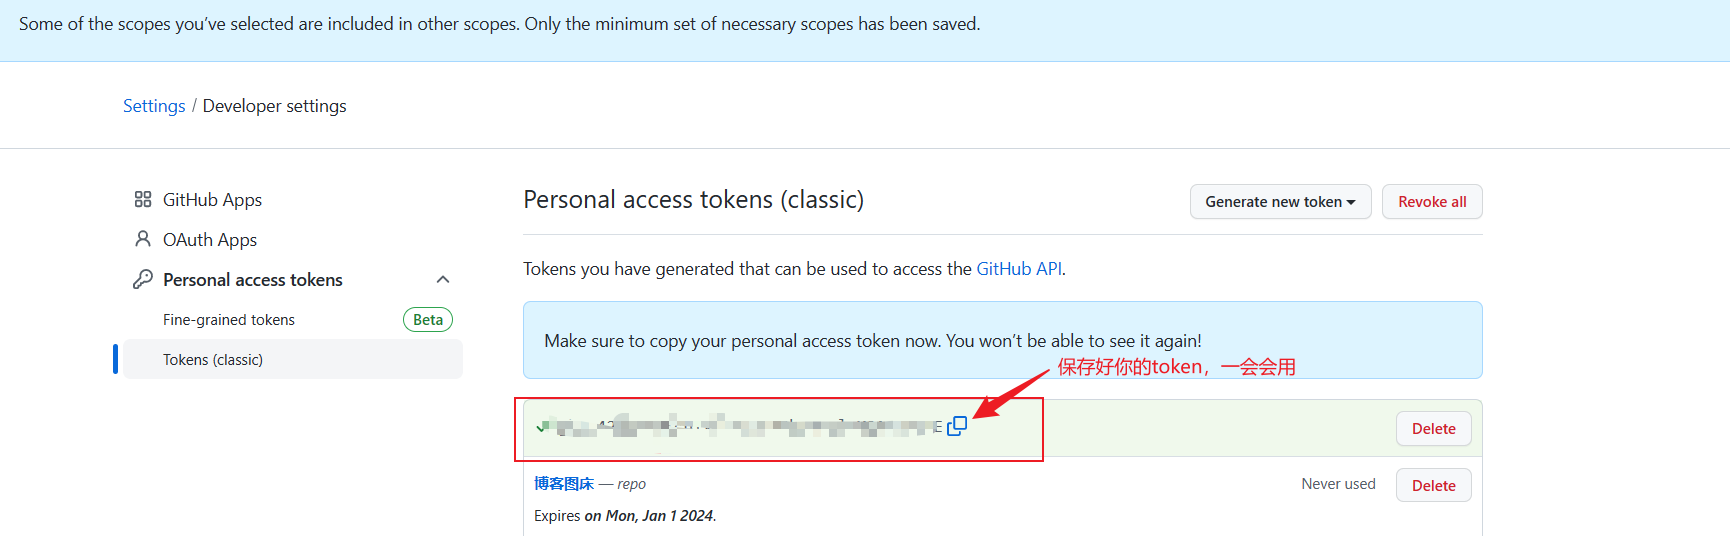 Some of the scopes you’ve selected are included in other scopes. Only the minimum set of necessary scopes has been saved.
Settings / Developer settings
GitHub Apps
OAuth Apps
Personal access tokens
Fine-grained tokens Beta
Tokens (classic)
Personal access tokens (classic) Generate new token Revoke all
Tokens you have generated that can be used to access the GitHub API.
Make sure to copy your personal access token now. You won’t be able to see it again!
保存好你的token，一会会用
Delete
博客图床 — repo Never used Delete
Expires on Mon, Jan 1 2024.